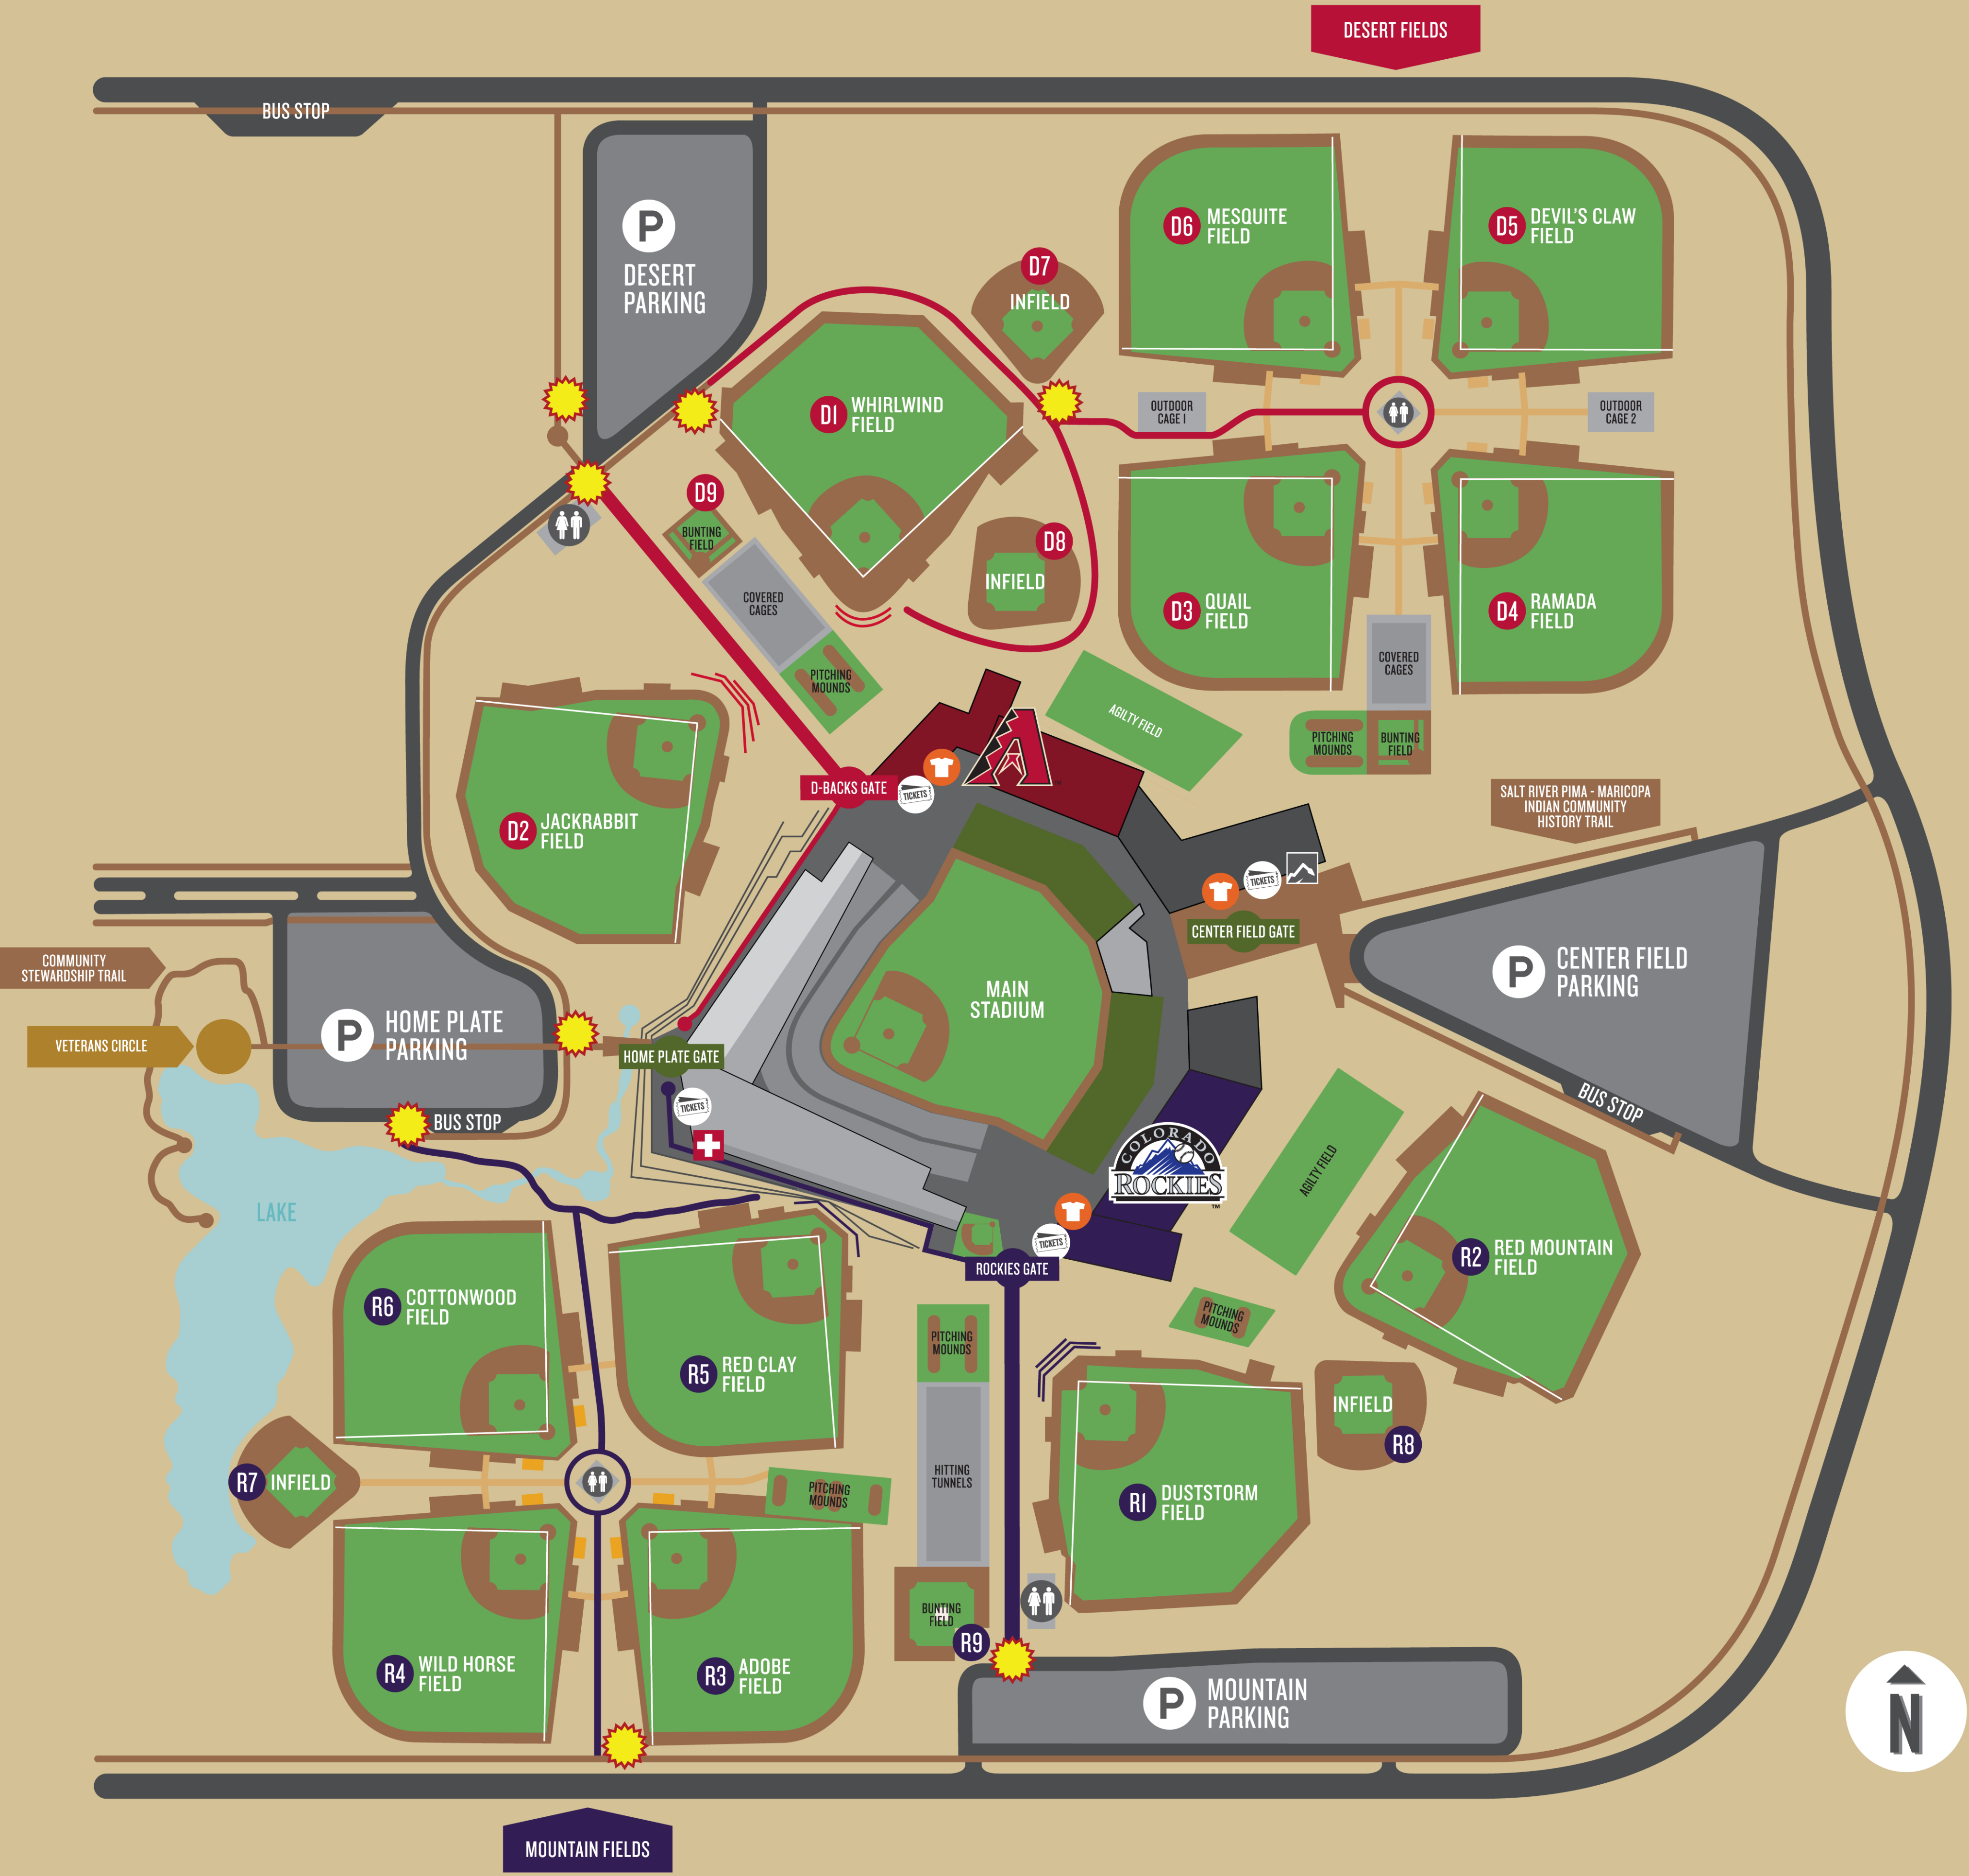 DESERT FIELDS
BUS STOP
P
DESERT
PARKING
D6 MESQUITE
FIELD
D5 DEVIL'S CLAW
FIELD
D7
INFIELD
D1 WHIRLWIND
FIELD
OUTDOOR
CAGE 1
OUTDOOR
CAGE 2
D9
BUNTING
FIELD
D8
INFIELD
COVERED
CAGES
D3 QUAIL
FIELD
D4 RAMADA
FIELD
PITCHING
MOUNDS
COVERED
CAGES
AGILTY FIELD
PITCHING
MOUNDS
BUNTING
FIELD
D-BACKS GATE
TICKETS
A
D2 JACKRABBIT
FIELD
SALT RIVER PIMA - MARICOPA
INDIAN COMMUNITY
HISTORY TRAIL
TICKETS
CENTER FIELD GATE
COMMUNITY
STEWARDSHIP TRAIL
P
CENTER FIELD
PARKING
MAIN
STADIUM
VETERANS CIRCLE
P
HOME PLATE
PARKING
HOME PLATE GATE
TICKETS
BUS STOP
BUS STOP
COLORADO
ROCKIES
TM
AGILTY FIELD
LAKE
TICKETS
ROCKIES GATE
R2 RED MOUNTAIN
FIELD
R6 COTTONWOOD
FIELD
PITCHING
MOUNDS
PITCHING
MOUNDS
R5 RED CLAY
FIELD
INFIELD
R8
R7 INFIELD
HITTING
TUNNELS
PITCHING
MOUNDS
R1 DUSTSTORM
FIELD
BUNTING
FIELD
R9
R4 WILD HORSE
FIELD
R3 ADOBE
FIELD
P
MOUNTAIN
PARKING
N
MOUNTAIN FIELDS